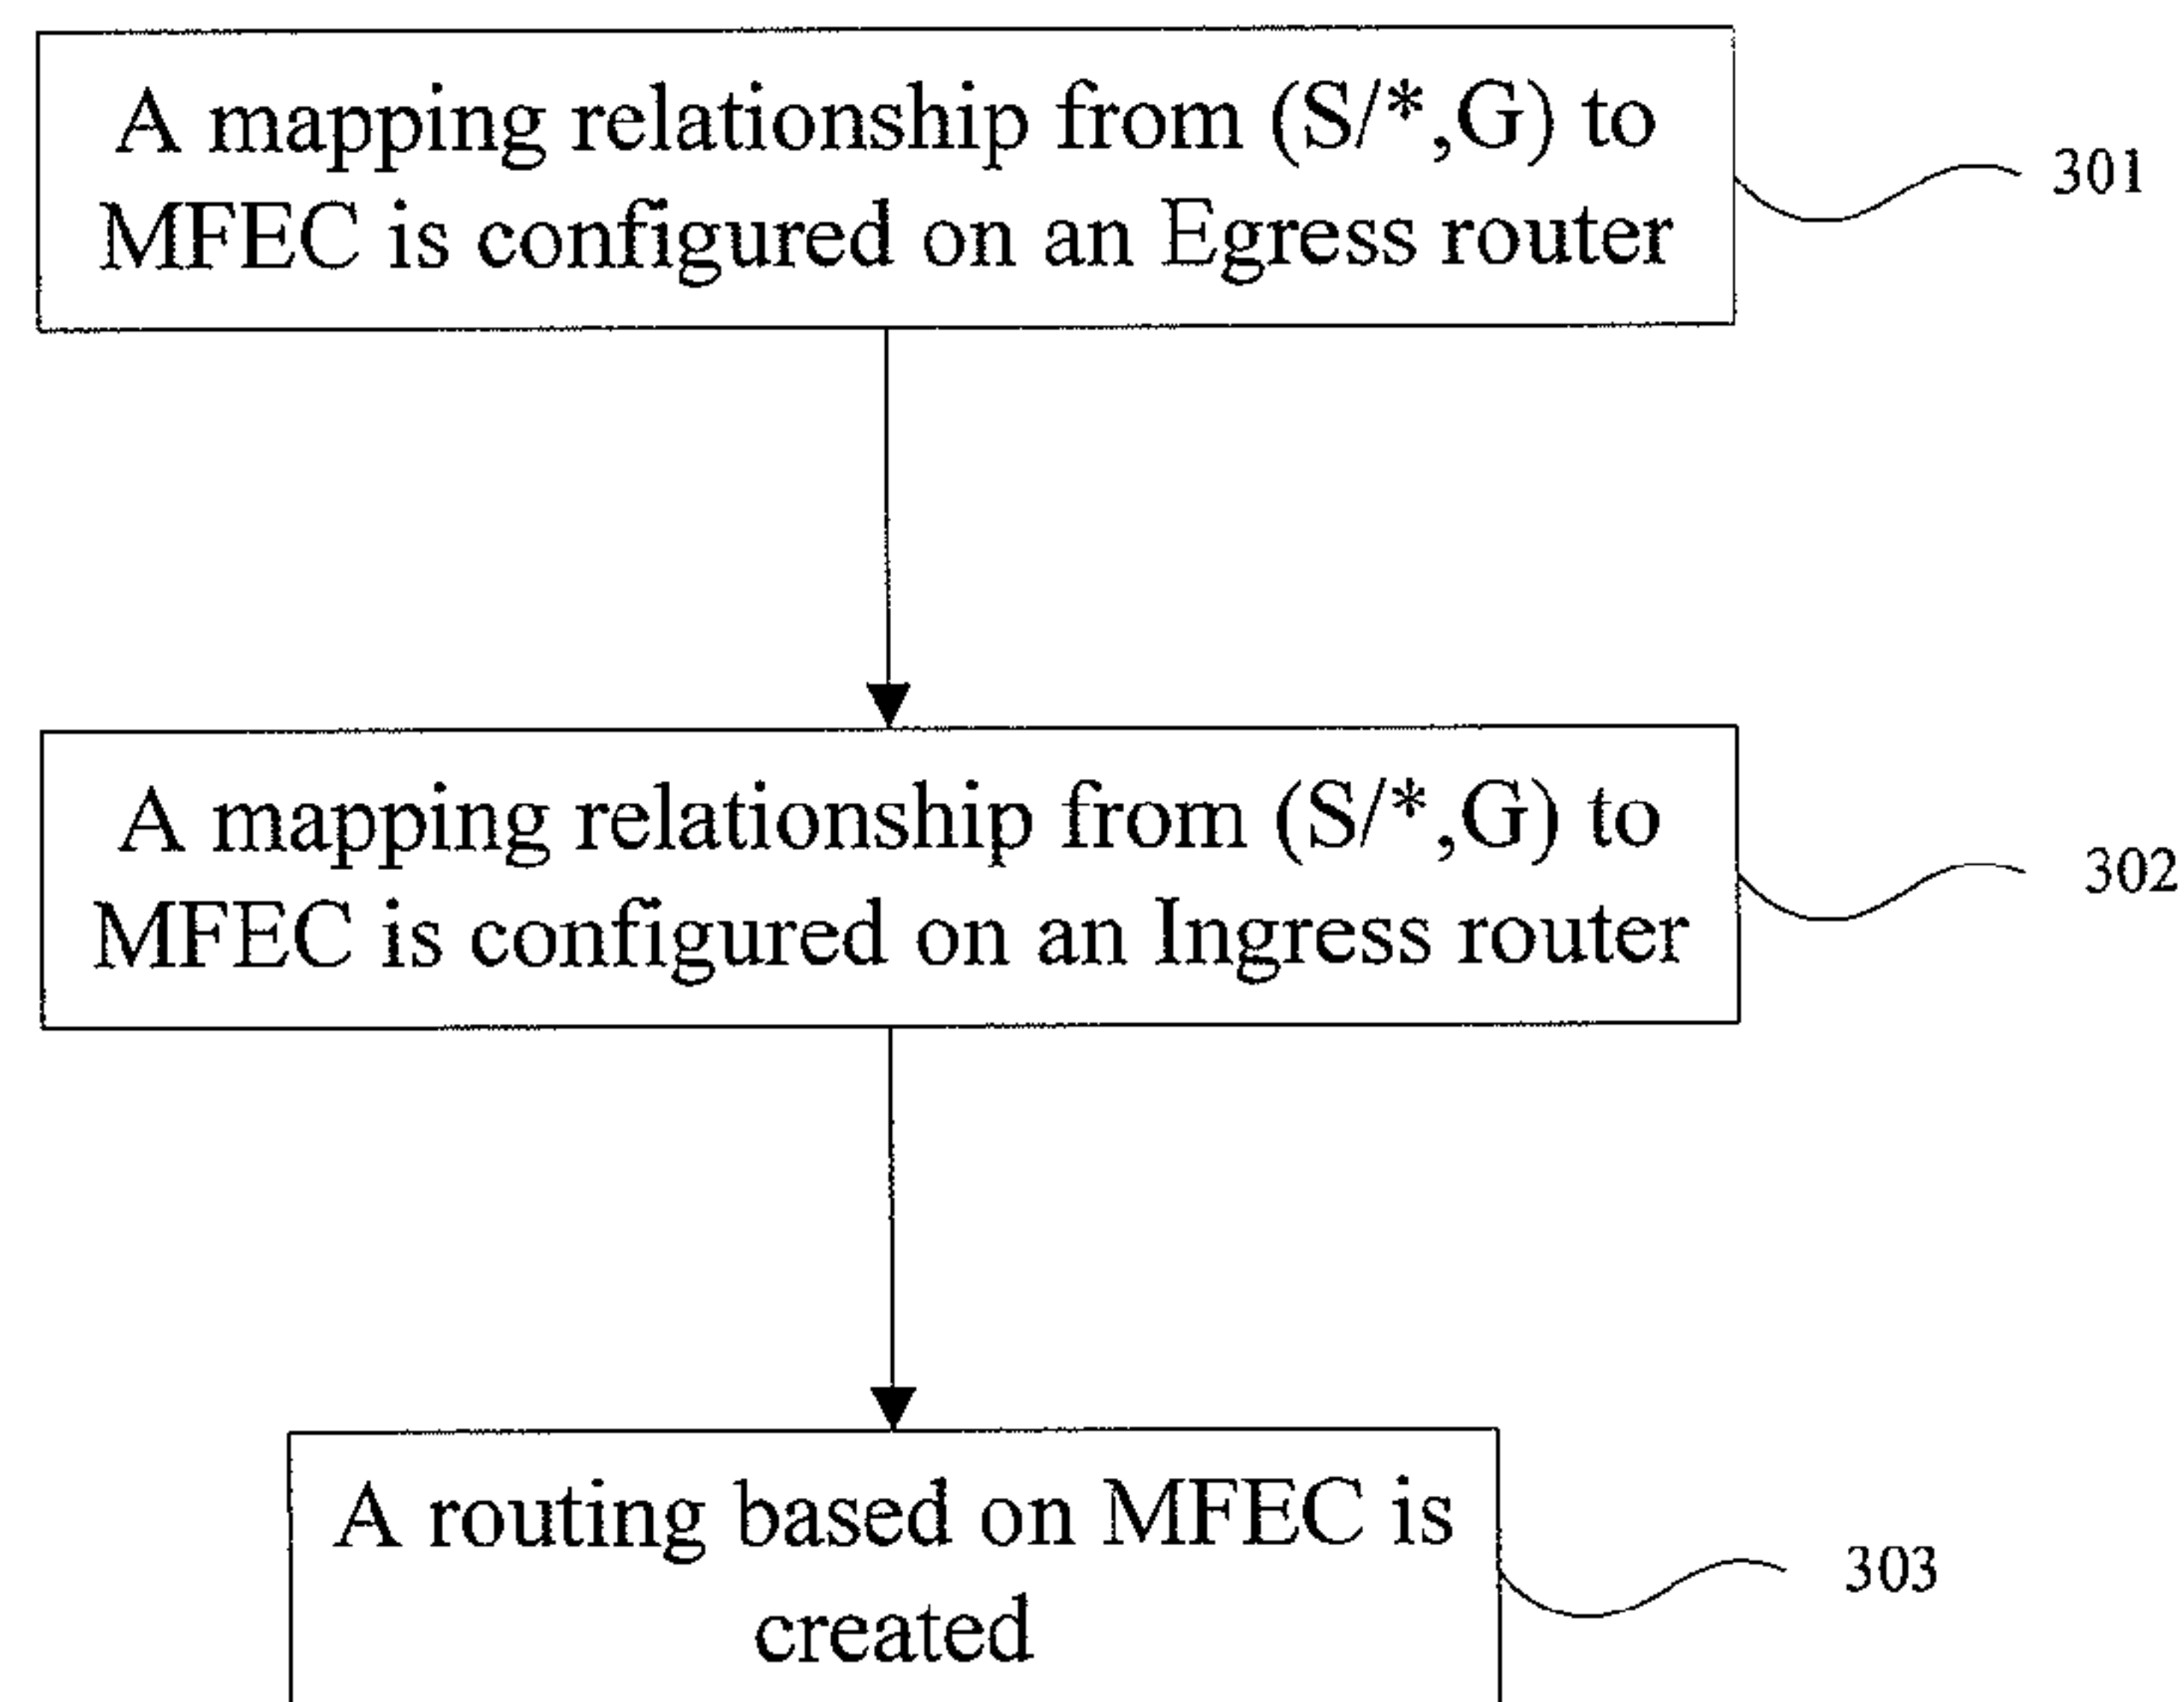 A mapping relationship from (S/*,G) to
MFEC is configured on an Egress router
301
A mapping relationship from (S/*,G) to
MFEC is configured on an Ingress router
302
A routing based on MFEC is
created
303